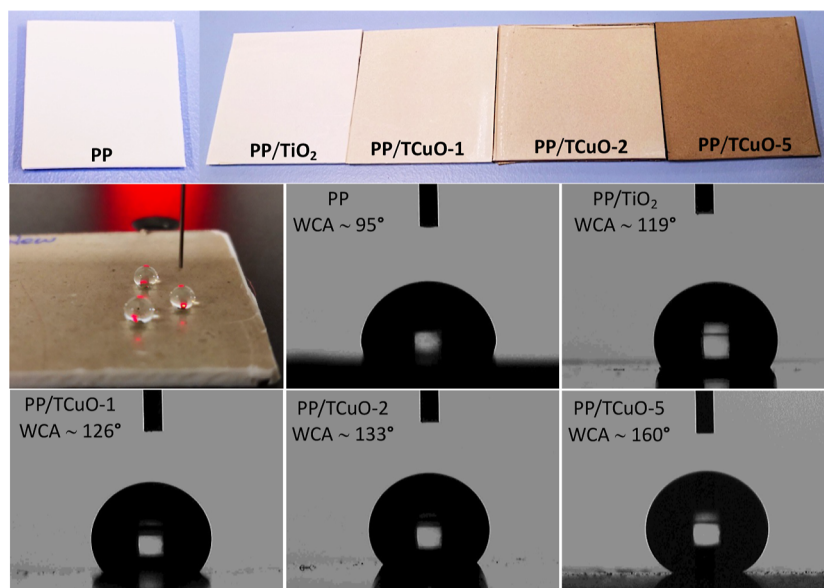 PP
PP/TiO₂
PP/TCuO-1
PP/TCuO-2
PP/TCuO-5
PP
WCA ~ 95°
PP/TiO₂
WCA ~ 119°
PP/TCuO-1
WCA ~ 126°
PP/TCuO-2
WCA ~ 133°
PP/TCuO-5
WCA ~ 160°